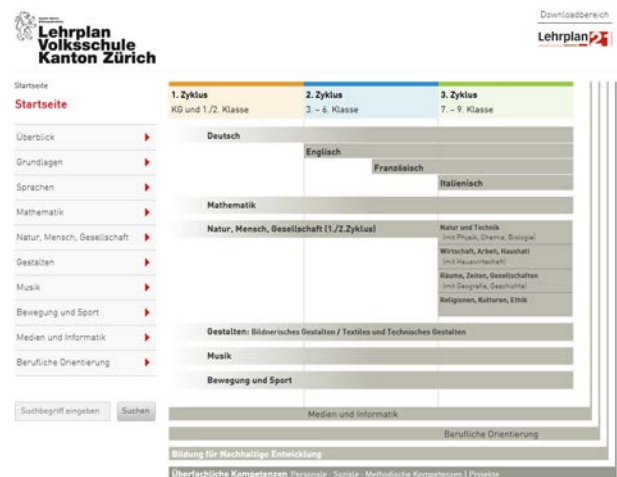 Downloadbereich
Lehrplan
Volksschule
Kanton Zürich
Lehrplan 21
Startseite
Startseite
Überblick
Grundlagen
Sprachen
Mathematik
Natur, Mensch, Gesellschaft
Gestalten
Musik
Bewegung und Sport
Medien und Informatik
Berufliche Orientierung
Suchbegriff eingeben
Suchen
1. Zyklus
KG und 1./2. Klasse
2. Zyklus
3. – 6. Klasse
3. Zyklus
7. – 9. Klasse
Deutsch
Englisch
Französisch
Italienisch
Mathematik
Natur, Mensch, Gesellschaft (1./2.Zyklus)
Natur und Technik
(mit Physik, Chemie, Biologie)
Wirtschaft, Arbeit, Haushalt
(mit Hauswirtschaft)
Räume, Zeiten, Gesellschaften
(mit Geografie, Geschichte)
Religionen, Kulturen, Ethik
Gestalten: Bildnerisches Gestalten / Textiles und Technisches Gestalten
Musik
Bewegung und Sport
Medien und Informatik
Berufliche Orientierung
Bildung für Nachhaltige Entwicklung
Überfachliche Kompetenzen Personale · Soziale · Methodische Kompetenzen | Projekte